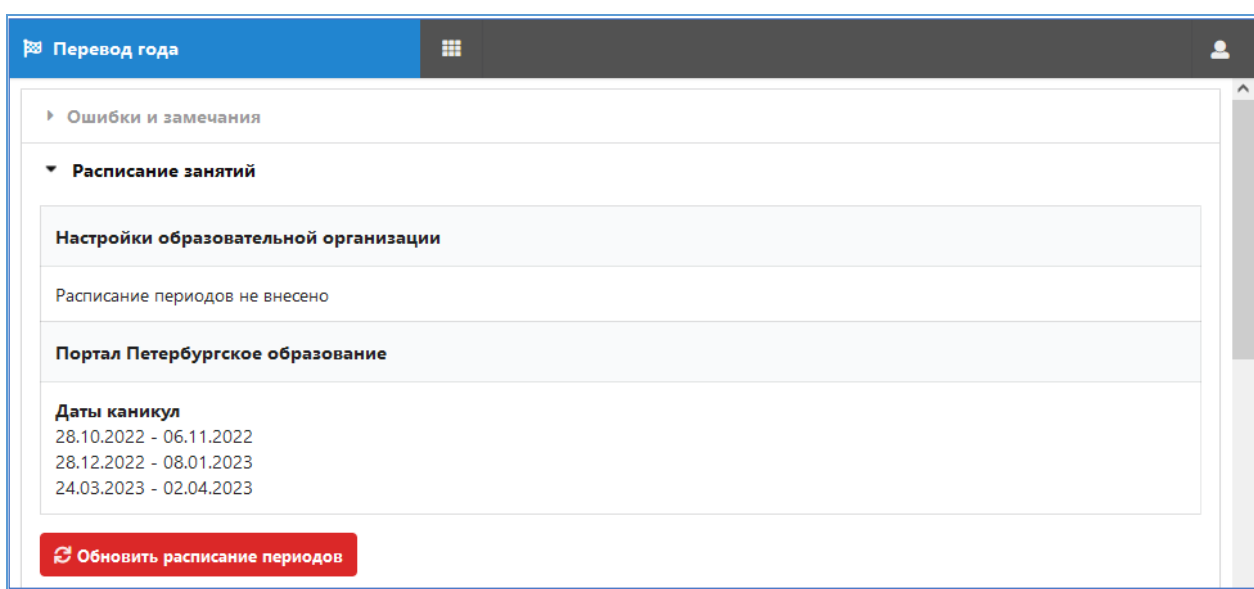 Перевод года
Ошибки и замечания
Расписание занятий
Настройки образовательной организации
Расписание периодов не внесено
Портал Петербургское образование
Даты каникул
28.10.2022 - 06.11.2022
28.12.2022 - 08.01.2023
24.03.2023 - 02.04.2023
Обновить расписание периодов